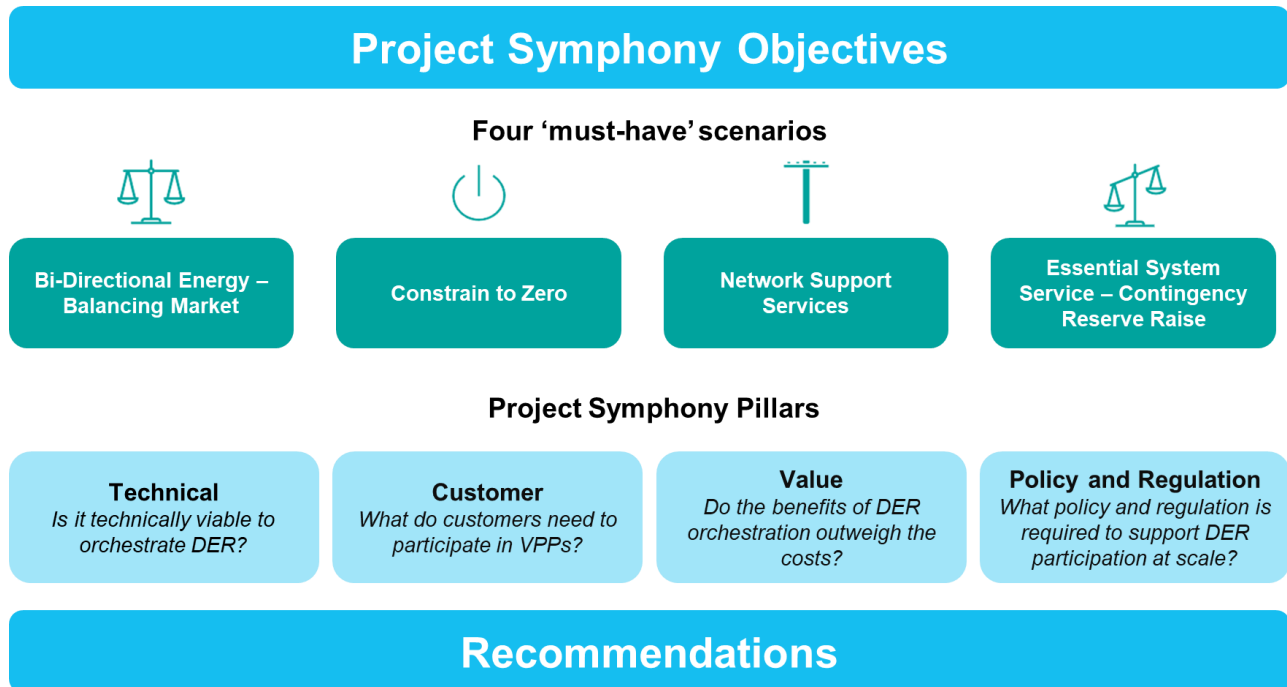 Project Symphony Objectives
Four ‘must-have’ scenarios
Bi-Directional Energy –
Balancing Market
Constrain to Zero
Network Support
Services
Essential System
Service – Contingency
Reserve Raise
Project Symphony Pillars
Technical
Is it technically viable to
orchestrate DER?
Customer
What do customers need to
participate in VPPs?
Value
Do the benefits of DER
orchestration outweigh the
costs?
Policy and Regulation
What policy and regulation is
required to support DER
participation at scale?
Recommendations